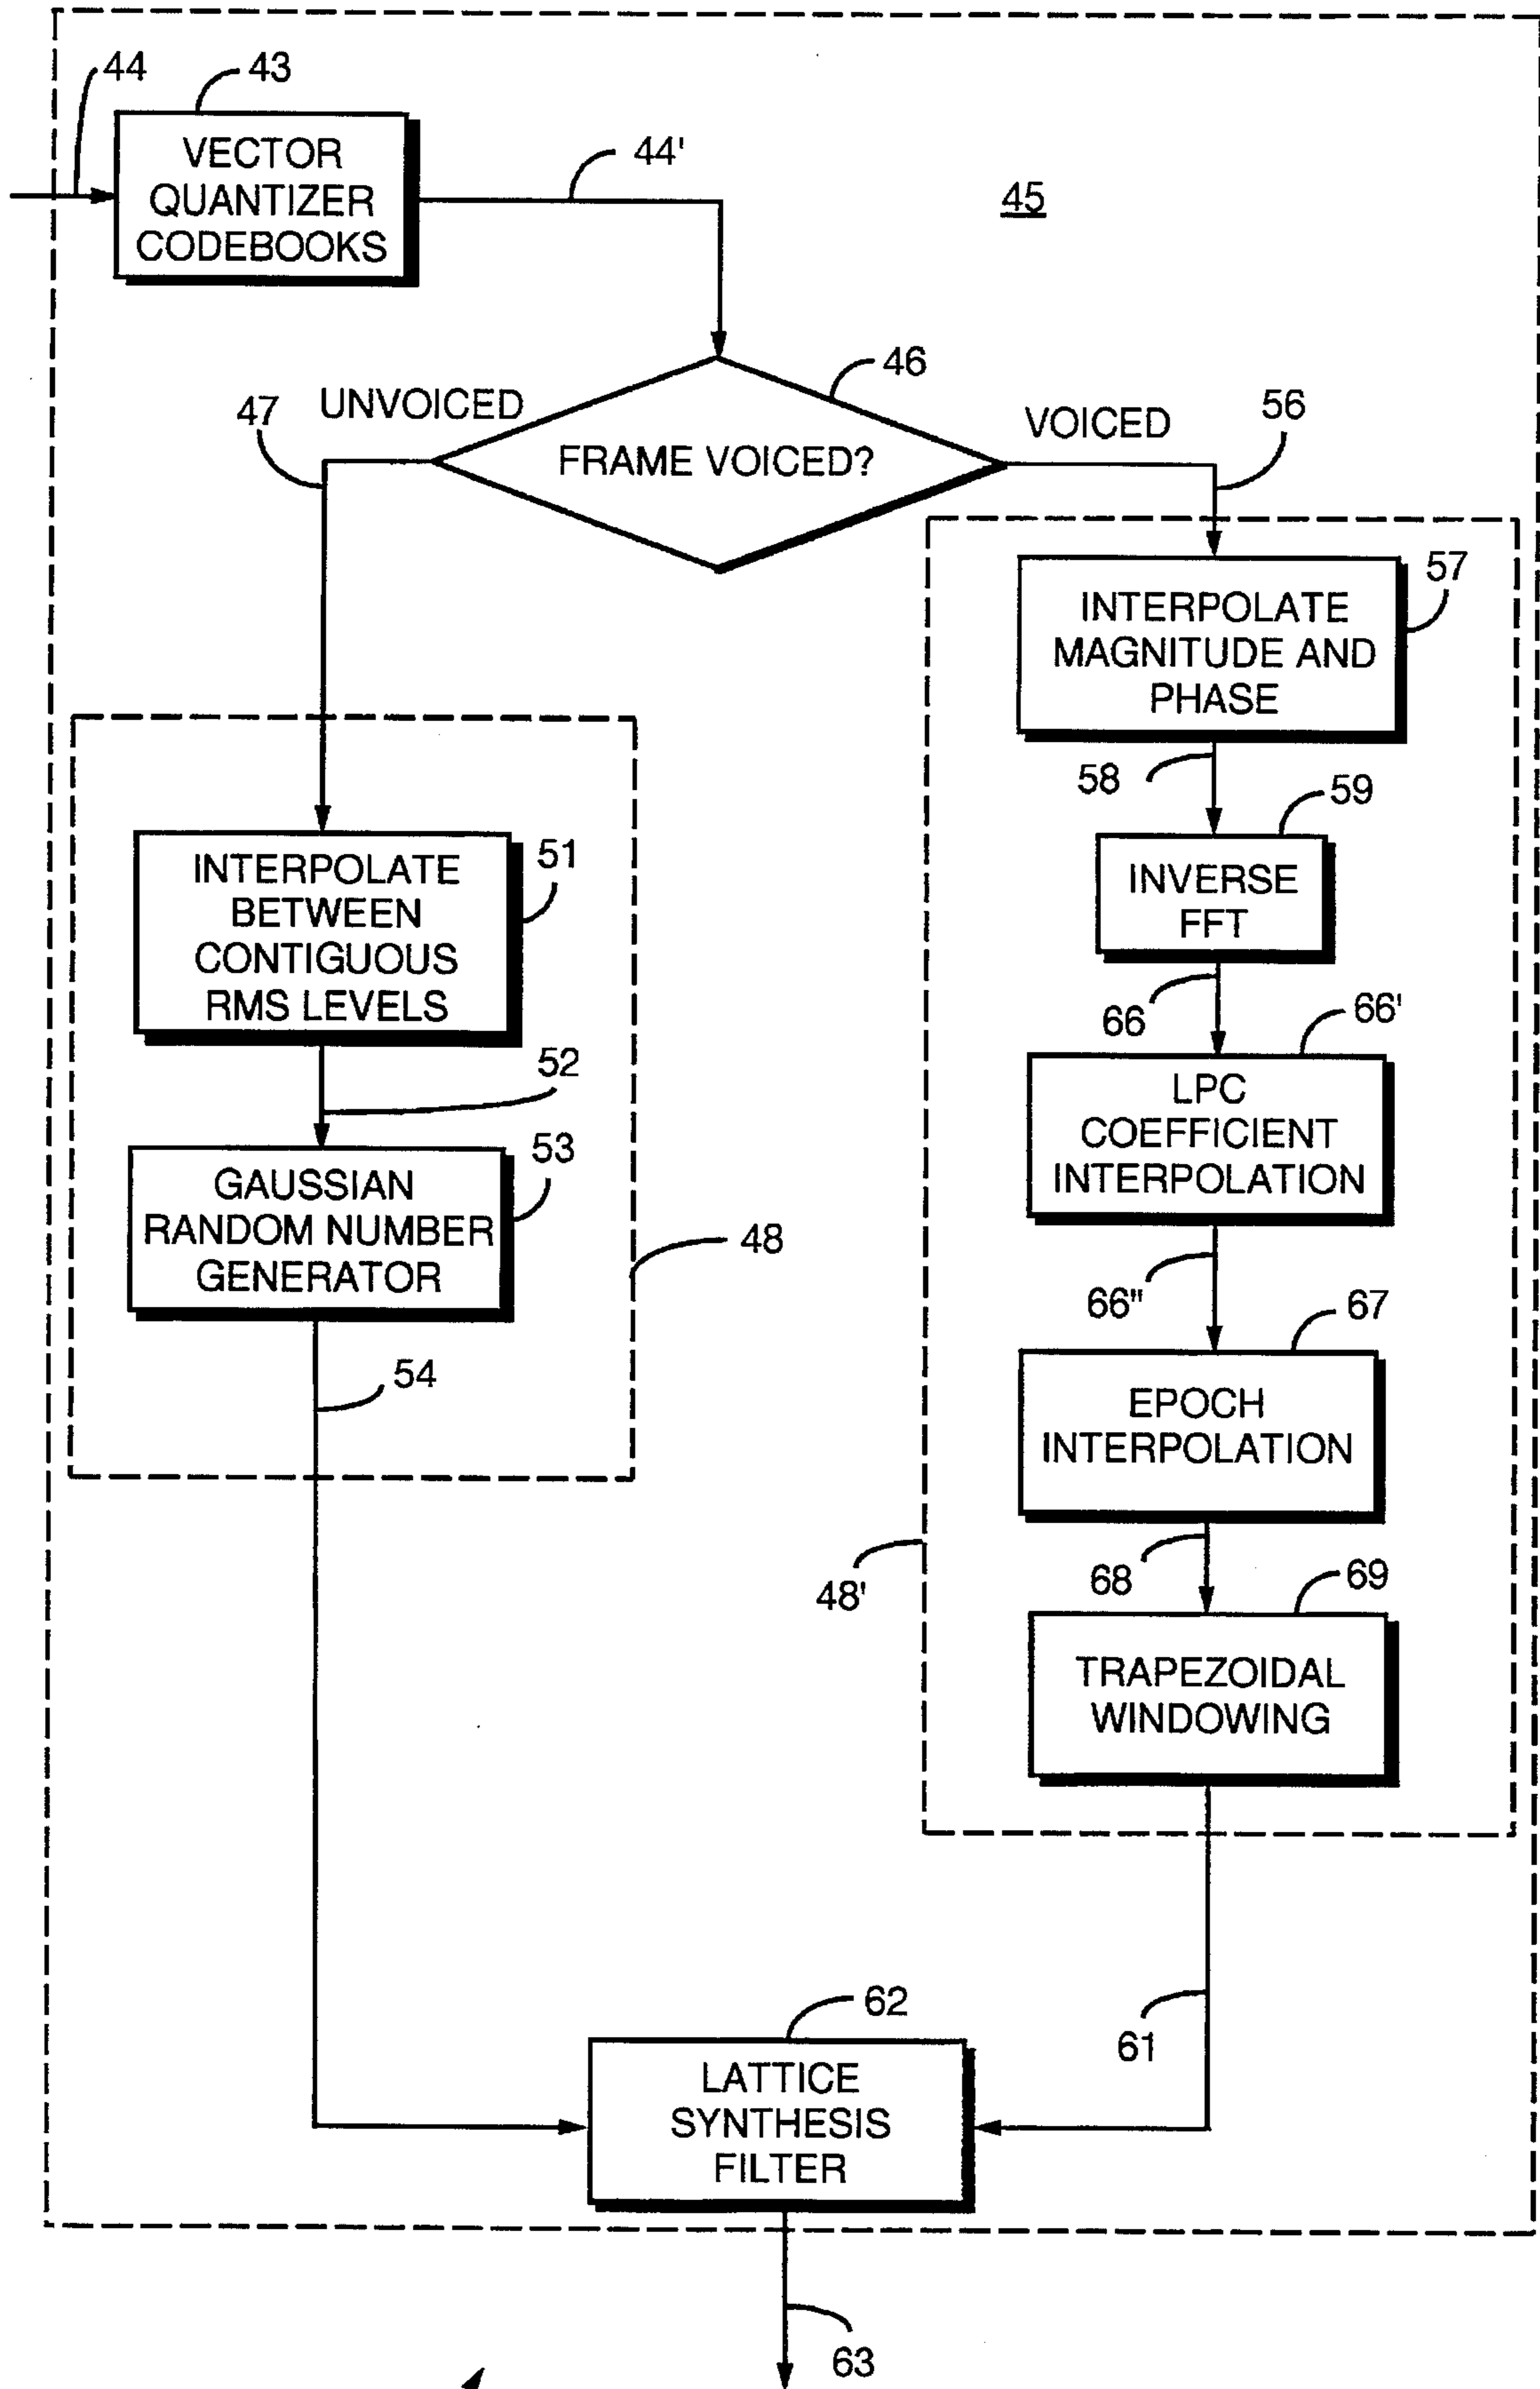 44
43
VECTOR
QUANTIZER
CODEBOOKS
44'
45
46
UNVOICED
47
FRAME VOICED?
VOICED
56
INTERPOLATE
MAGNITUDE AND
PHASE
57
58
59
INVERSE
FFT
INTERPOLATE
BETWEEN
CONTIGUOUS
RMS LEVELS
51
66
66'
LPC
COEFFICIENT
INTERPOLATION
52
53
GAUSSIAN
RANDOM NUMBER
GENERATOR
48
66"
67
54
EPOCH
INTERPOLATION
48'
68
69
TRAPEZOIDAL
WINDOWING
62
61
LATTICE
SYNTHESIS
FILTER
63